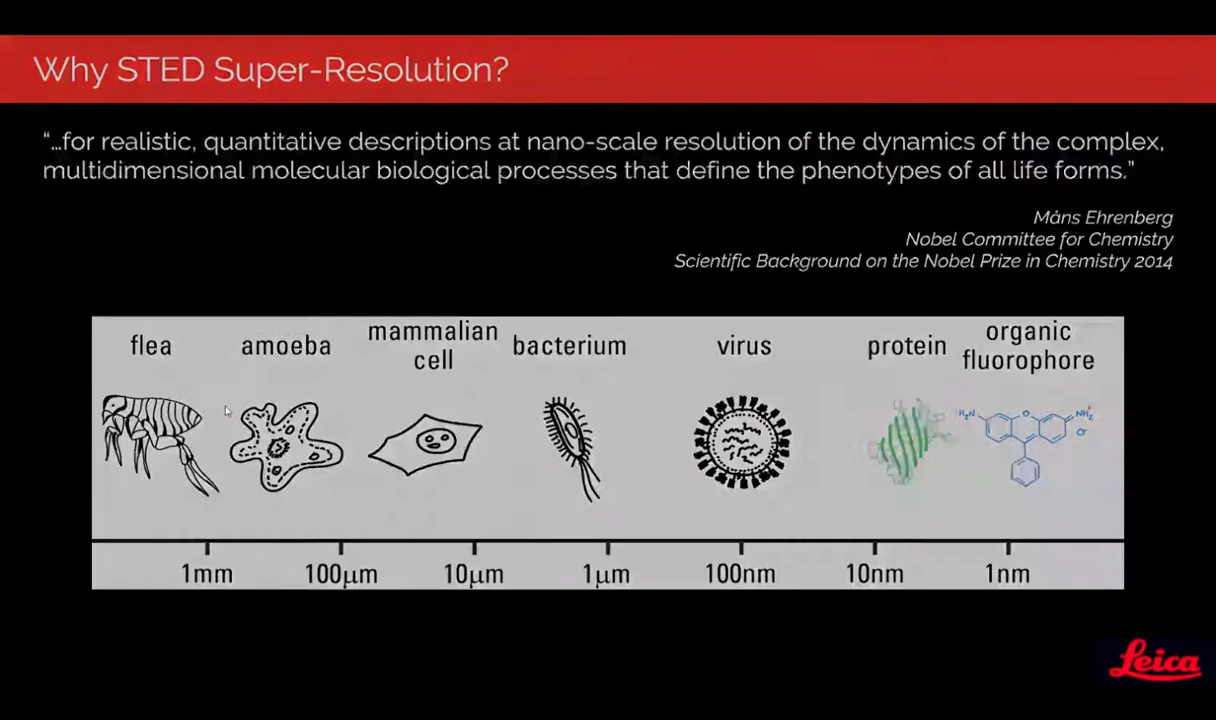 Why STED Super-Resolution?
“...for realistic, quantitative descriptions at nano-scale resolution of the dynamics of the complex,
multidimensional molecular biological processes that define the phenotypes of all life forms.”
Måns Ehrenberg
Nobel Committee for Chemistry
Scientific Background on the Nobel Prize in Chemistry 2014
flea amoeba mammalian cell bacterium virus protein organic fluorophore
H₂N O NH₂⁺
Cl⁻
1mm 100μm 10μm 1μm 100nm 10nm 1nm
Leica